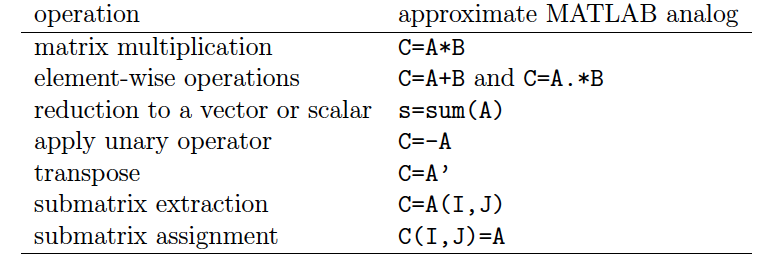 operation approximate MATLAB analog
matrix multiplication C=A*B
element-wise operations C=A+B and C=A.*B
reduction to a vector or scalar s=sum(A)
apply unary operator C=-A
transpose C=A'
submatrix extraction C=A(I,J)
submatrix assignment C(I,J)=A